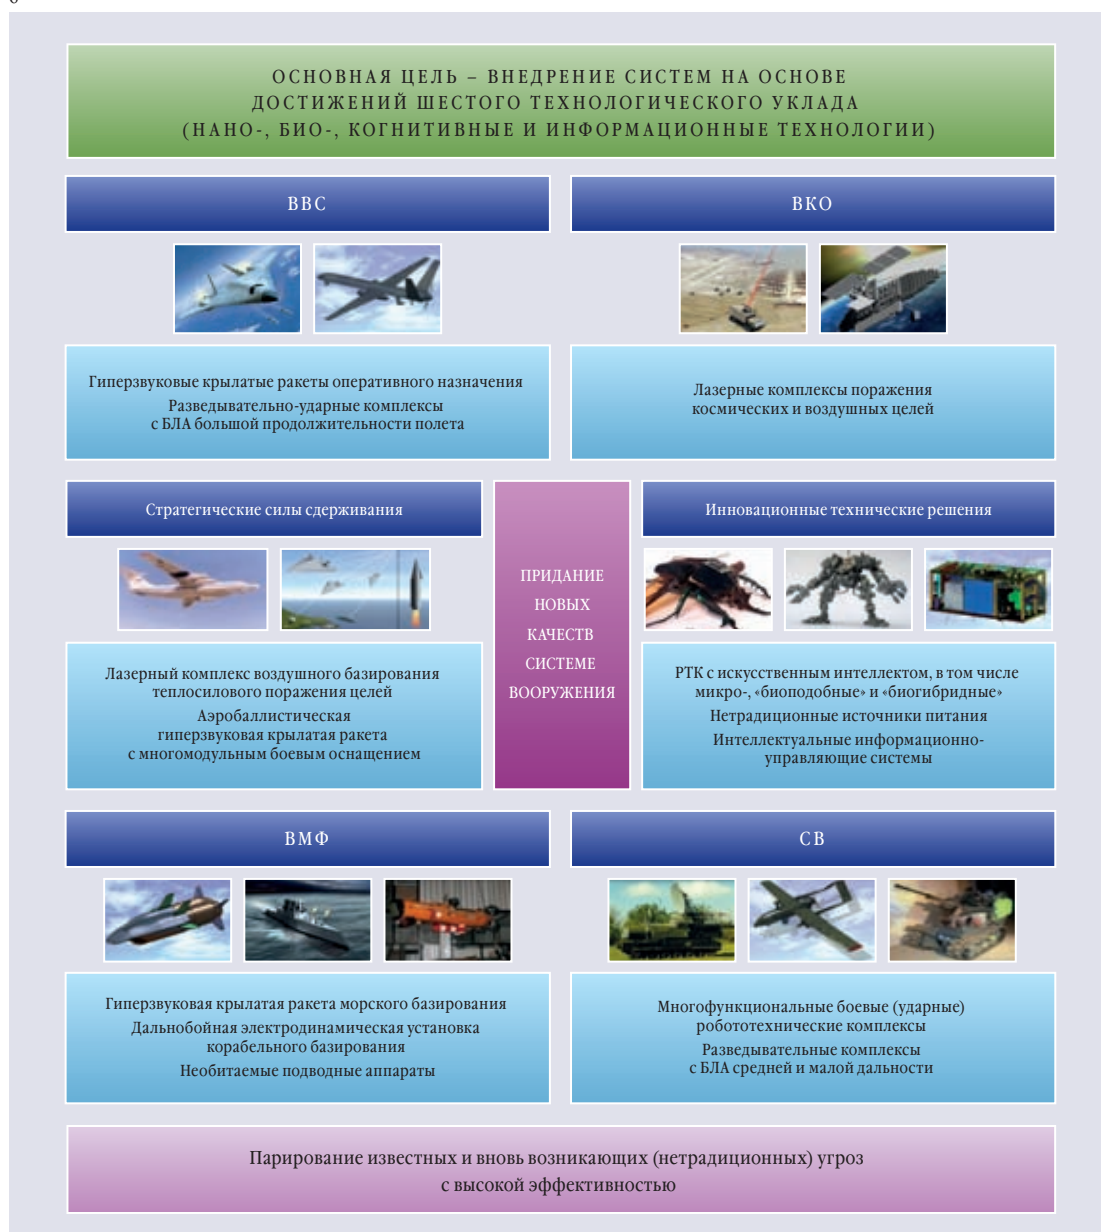 ОСНОВНАЯ ЦЕЛЬ – ВНЕДРЕНИЕ СИСТЕМ НА ОСНОВЕ
ДОСТИЖЕНИЙ ШЕСТОГО ТЕХНОЛОГИЧЕСКОГО УКЛАДА
(НАНО-, БИО-, КОГНИТИВНЫЕ И ИНФОРМАЦИОННЫЕ ТЕХНОЛОГИИ)
ВВС
Гиперзвуковые крылатые ракеты оперативного назначения
Разведывательно-ударные комплексы
с БЛА большой продолжительности полета
ВКО
Лазерные комплексы поражения
космических и воздушных целей
Стратегические силы сдерживания
Лазерный комплекс воздушного базирования
теплосилового поражения целей
Аэробаллистическая
гиперзвуковая крылатая ракета
с многомодульным боевым оснащением
ПРИДАНИЕ
НОВЫХ
КАЧЕСТВ
СИСТЕМЕ
ВООРУЖЕНИЯ
Инновационные технические решения
РТК с искусственным интеллектом, в том числе
микро-, «биоподобные» и «биогибридные»
Нетрадиционные источники питания
Интеллектуальные информационно-
управляющие системы
ВМФ
Гиперзвуковая крылатая ракета морского базирования
Дальнобойная электродинамическая установка
корабельного базирования
Необитаемые подводные аппараты
СВ
Многофункциональные боевые (ударные)
робототехнические комплексы
Разведывательные комплексы
с БЛА средней и малой дальности
Парирование известных и вновь возникающих (нетрадиционных) угроз
с высокой эффективностью